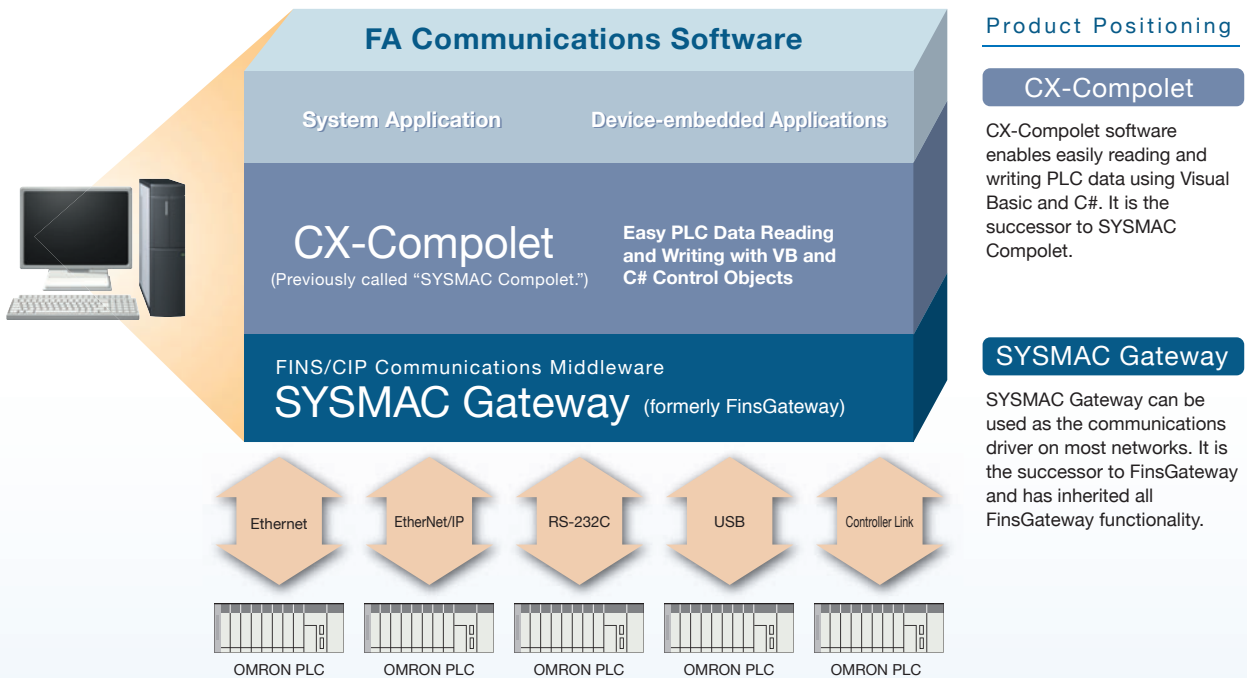 FA Communications Software
System Application
Device-embedded Applications
CX-Compolet
(Previously called “SYSMAC Compolet.”)
Easy PLC Data Reading
and Writing with VB and
C# Control Objects
FINS/CIP Communications Middleware
SYSMAC Gateway (formerly FinsGateway)
Ethernet
EtherNet/IP
RS-232C
USB
Controller Link
OMRON PLC
OMRON PLC
OMRON PLC
OMRON PLC
OMRON PLC
Product Positioning
CX-Compolet
CX-Compolet software
enables easily reading and
writing PLC data using Visual
Basic and C#. It is the
successor to SYSMAC
Compolet.
SYSMAC Gateway
SYSMAC Gateway can be
used as the communications
driver on most networks. It is
the successor to FinsGateway
and has inherited all
FinsGateway functionality.